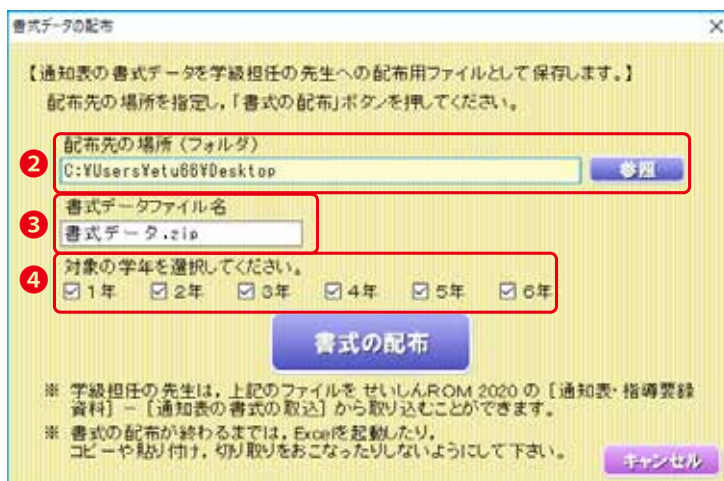 書式データの配布
【通知表の書式データを学級担任の先生への配布用ファイルとして保存します。】
配布先の場所を指定し,「書式の配布」ボタンを押してください。
❷
配布先の場所(フォルダ)
C:¥Users¥etu66¥Desktop
参照
❸
書式データファイル名
書式データ.zip
❹
対象の学年を選択してください。
1年 2年 3年 4年 5年 6年
書式の配布
※ 学級担任の先生は,上記のファイルを せいしんROM 2020 の [通知表・指導要録
資料] - [通知表の書式の取込] から取り込むことができます。
※ 書式の配布が終わるまでは,Excelを起動したり,
コピーや貼り付け,切り取りをおこなったりしないようにして下さい。
キャンセル